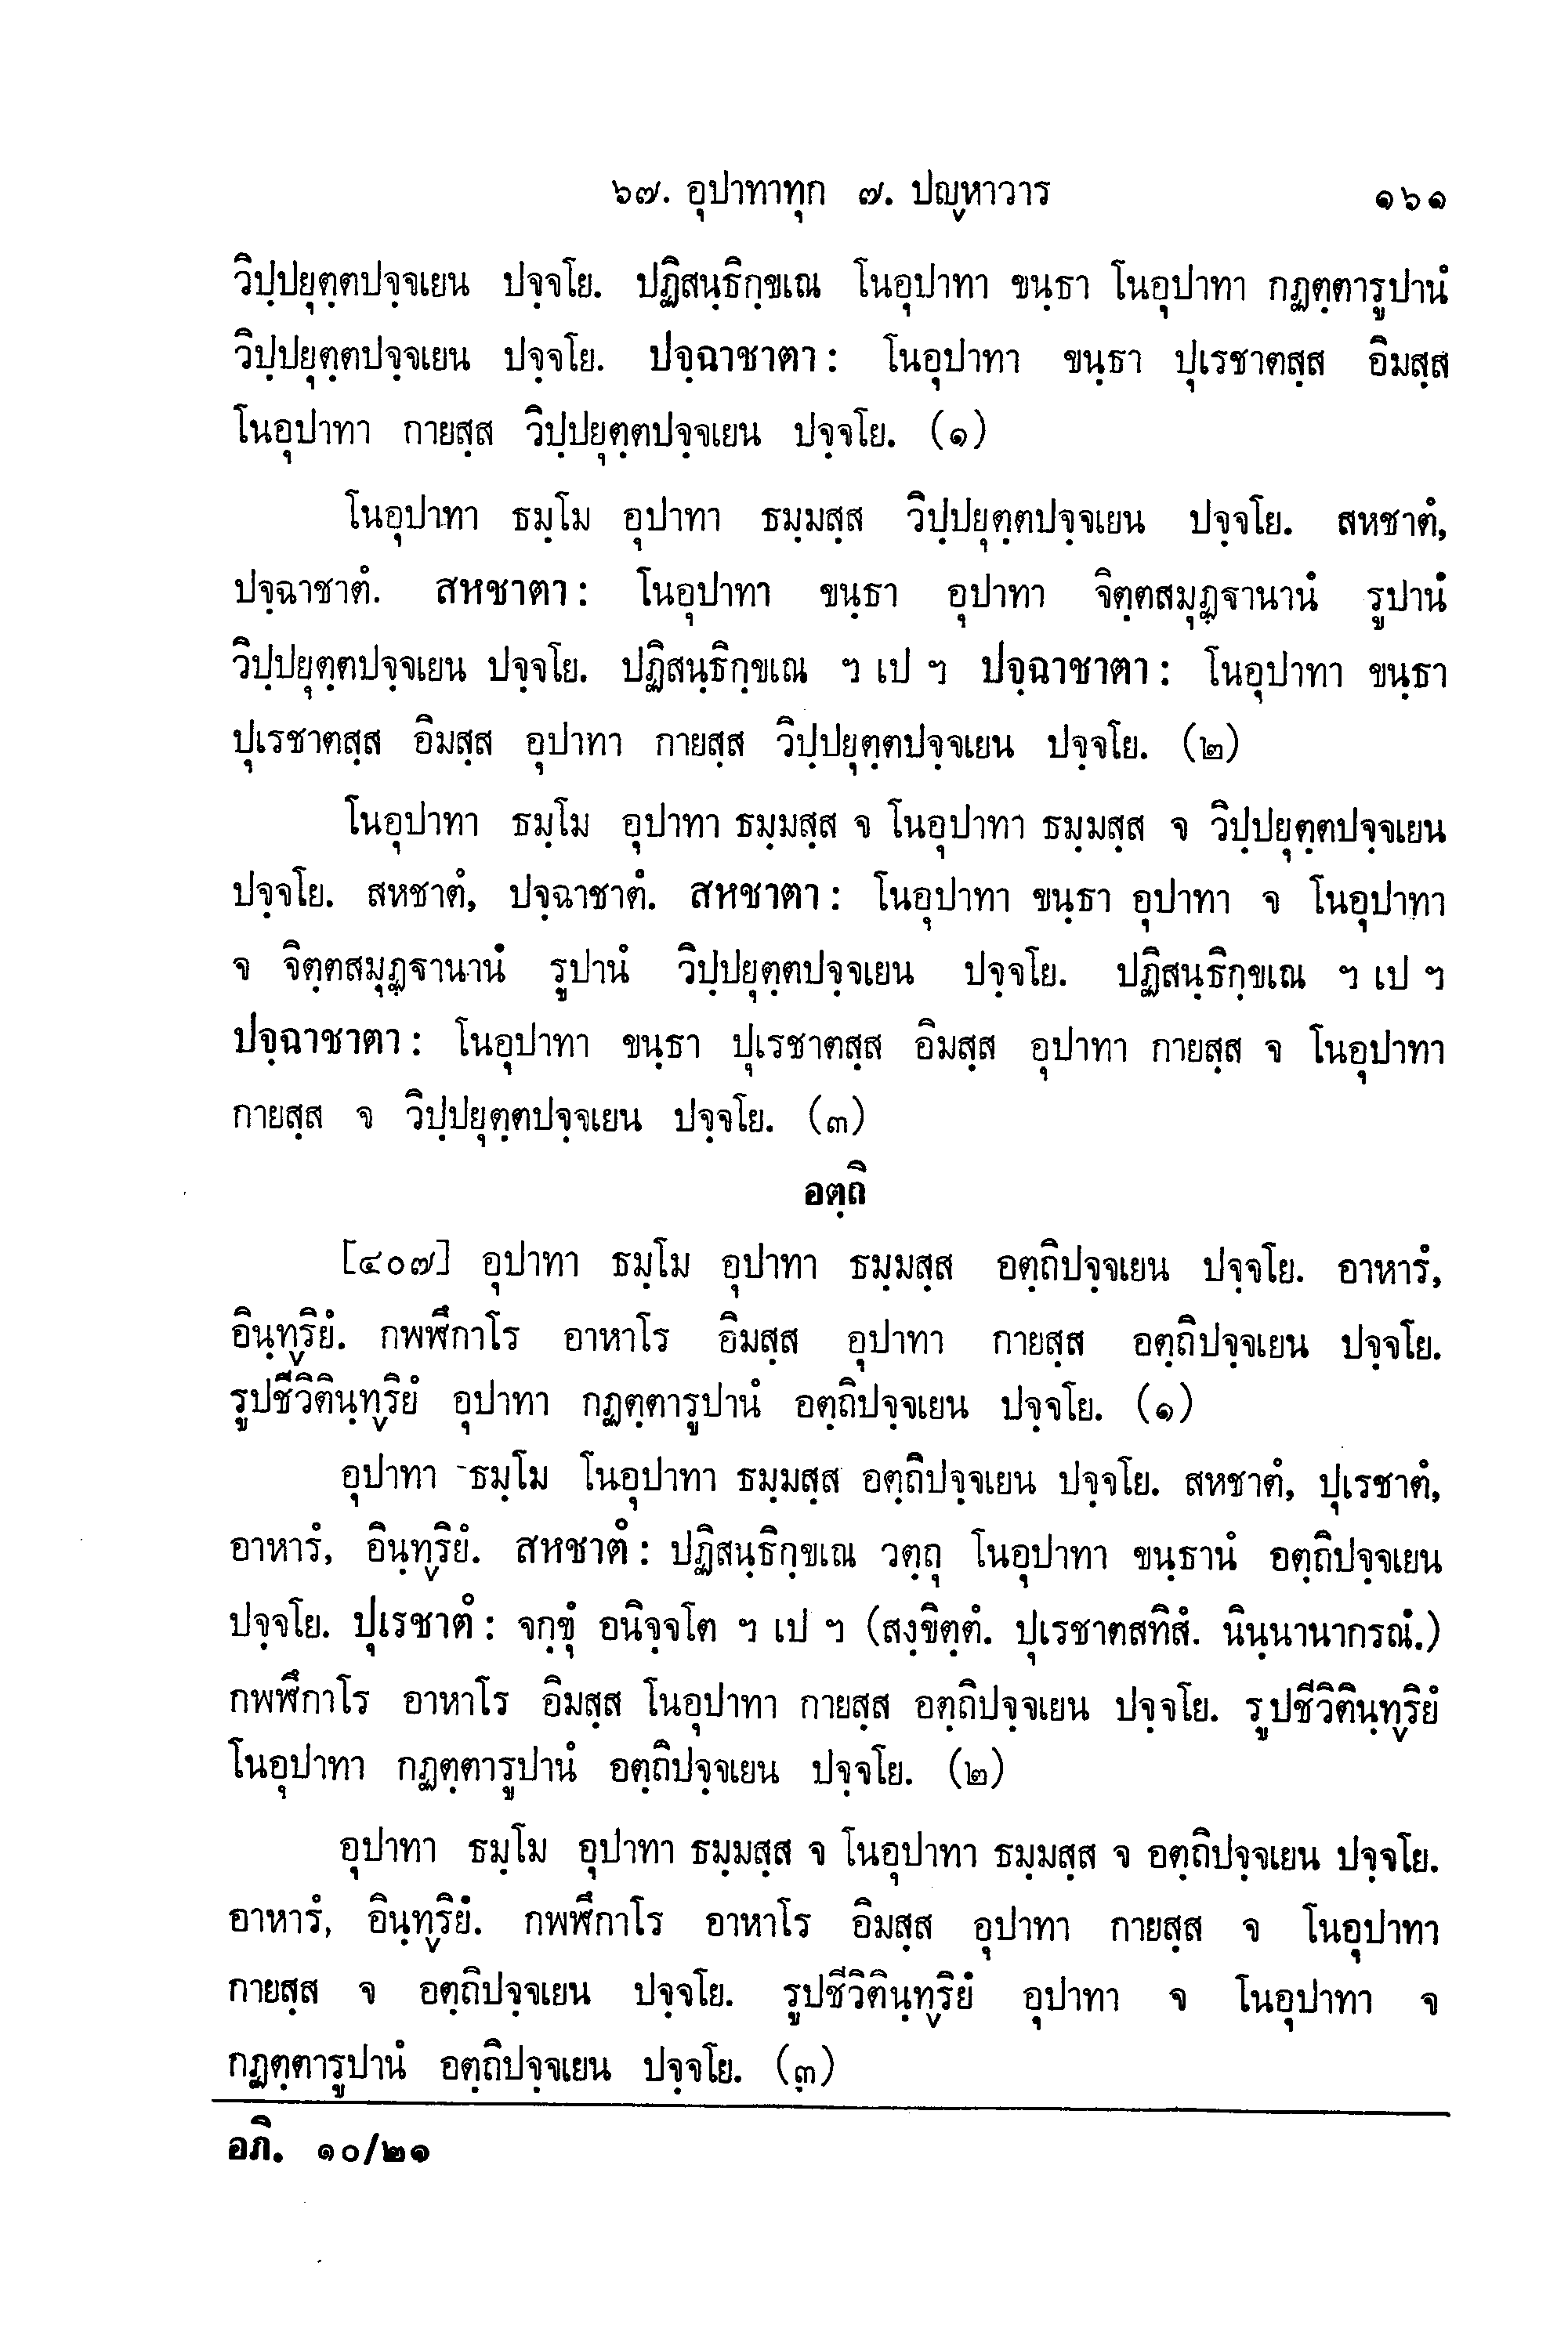 ๖๗. อุปาทาทุก ๗. ปญฺหาวาร ๑๖๑
วิปฺปยุตฺตปจฺจเยน ปจฺจโย. ปฏิสนฺธิกฺขเณ โนอุปาทา ขนฺธา โนอุปาทา กฏตฺตารูปานํ
วิปฺปยุตฺตปจฺจเยน ปจฺจโย. ปจฺฉาชาตา : โนอุปาทา ขนฺธา ปุเรชาตสฺส อิมสฺส
โนอุปาทา กายสฺส วิปฺปยุตฺตปจฺจเยน ปจฺจโย. (๑)
โนอุปาทา ธมฺโม อุปาทา ธมฺมสฺส วิปฺปยุตฺตปจฺจเยน ปจฺจโย. สหชาตํ,
ปจฺฉาชาตํ. สหชาตา : โนอุปาทา ขนฺธา อุปาทา จิตฺตสมุฏฺฐานานํ รูปานํ
วิปฺปยุตฺตปจฺจเยน ปจฺจโย. ปฏิสนฺธิกฺขเณ ฯ เป ฯ ปจฺฉาชาตา : โนอุปาทา ขนฺธา
ปุเรชาตสฺส อิมสฺส อุปาทา กายสฺส วิปฺปยุตฺตปจฺจเยน ปจฺจโย. (๒)
โนอุปาทา ธมฺโม อุปาทา ธมฺมสฺส จ โนอุปาทา ธมฺมสฺส จ วิปฺปยุตฺตปจฺจเยน
ปจฺจโย. สหชาตํ, ปจฺฉาชาตํ. สหชาตา : โนอุปาทา ขนฺธา อุปาทา จ โนอุปาทา
จ จิตฺตสมุฏฺฐานานํ รูปานํ วิปฺปยุตฺตปจฺจเยน ปจฺจโย. ปฏิสนฺธิกฺขเณ ฯ เป ฯ
ปจฺฉาชาตา : โนอุปาทา ขนฺธา ปุเรชาตสฺส อิมสฺส อุปาทา กายสฺส จ โนอุปาทา
กายสฺส จ วิปฺปยุตฺตปจฺจเยน ปจฺจโย. (๓)
อตฺถิ
[๔๐๗] อุปาทา ธมฺโม อุปาทา ธมฺมสฺส อตฺถิปจฺจเยน ปจฺจโย. อาหารํ,
อินฺทฺริยํ. กพฬีกาโร อาหาโร อิมสฺส อุปาทา กายสฺส อตฺถิปจฺจเยน ปจฺจโย.
รูปชีวิตินฺทฺริยํ อุปาทา กฏตฺตารูปานํ อตฺถิปจฺจเยน ปจฺจโย. (๑)
อุปาทา ธมฺโม โนอุปาทา ธมฺมสฺส อตฺถิปจฺจเยน ปจฺจโย. สหชาตํ, ปุเรชาตํ,
อาหารํ, อินฺทฺริยํ. สหชาตํ : ปฏิสนฺธิกฺขเณ วตฺถุ โนอุปาทา ขนฺธานํ อตฺถิปจฺจเยน
ปจฺจโย. ปุเรชาตํ : จกฺขุํ อนิจฺจโต ฯ เป ฯ (สงฺขิตฺตํ. ปุเรชาตสทิสํ. นินฺนานากรณํ.)
กพฬีกาโร อาหาโร อิมสฺส โนอุปาทา กายสฺส อตฺถิปจฺจเยน ปจฺจโย. รูปชีวิตินฺทฺริยํ
โนอุปาทา กฏตฺตารูปานํ อตฺถิปจฺจเยน ปจฺจโย. (๒)
อุปาทา ธมฺโม อุปาทา ธมฺมสฺส จ โนอุปาทา ธมฺมสฺส จ อตฺถิปจฺจเยน ปจฺจโย.
อาหารํ, อินฺทฺริยํ. กพฬีกาโร อาหาโร อิมสฺส อุปาทา กายสฺส จ โนอุปาทา
กายสฺส จ อตฺถิปจฺจเยน ปจฺจโย. รูปชีวิตินฺทฺริยํ อุปาทา จ โนอุปาทา จ
กฏตฺตารูปานํ อตฺถิปจฺจเยน ปจฺจโย. (๓)
อภิ. ๑๐/๒๑